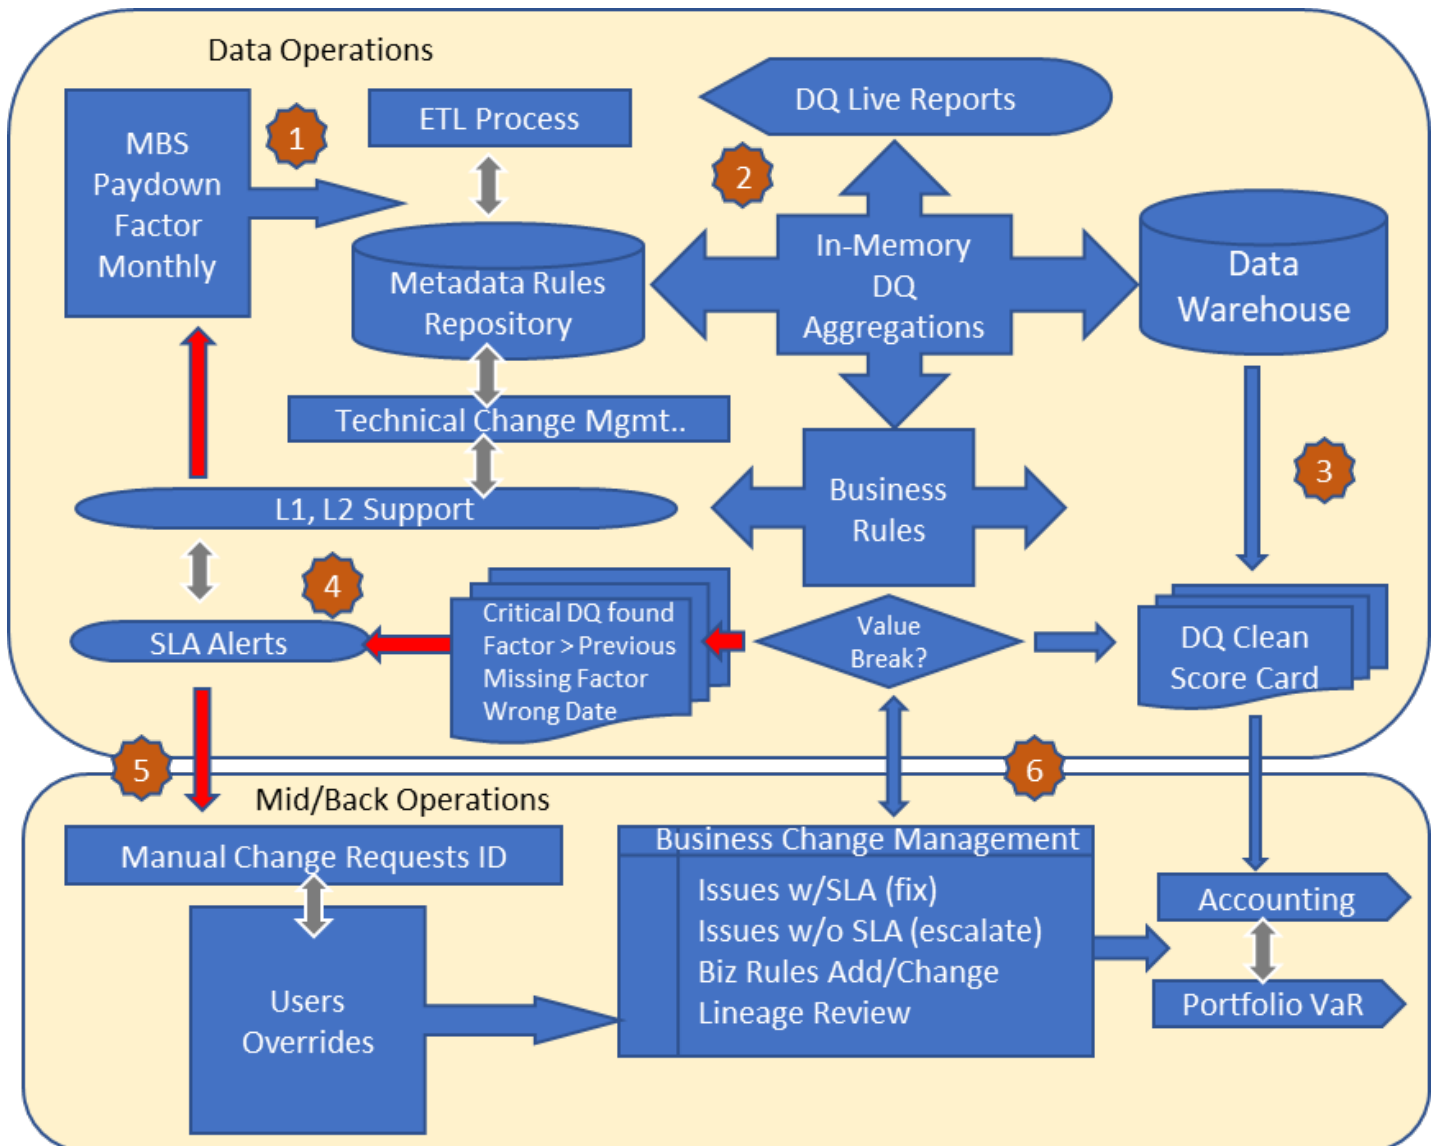 Data Operations
MBS
Paydown
Factor
Monthly
1
ETL Process
DQ Live Reports
2
Metadata Rules
Repository
In-Memory
DQ
Aggregations
Data
Warehouse
Technical Change Mgmt..
L1, L2 Support
Business
Rules
3
4
SLA Alerts
Critical DQ found
Factor > Previous
Missing Factor
Wrong Date
Value
Break?
DQ Clean
Score Card
5
6
Mid/Back Operations
Manual Change Requests ID
Users
Overrides
Business Change Management
Issues w/SLA (fix)
Issues w/o SLA (escalate)
Biz Rules Add/Change
Lineage Review
Accounting
Portfolio VaR